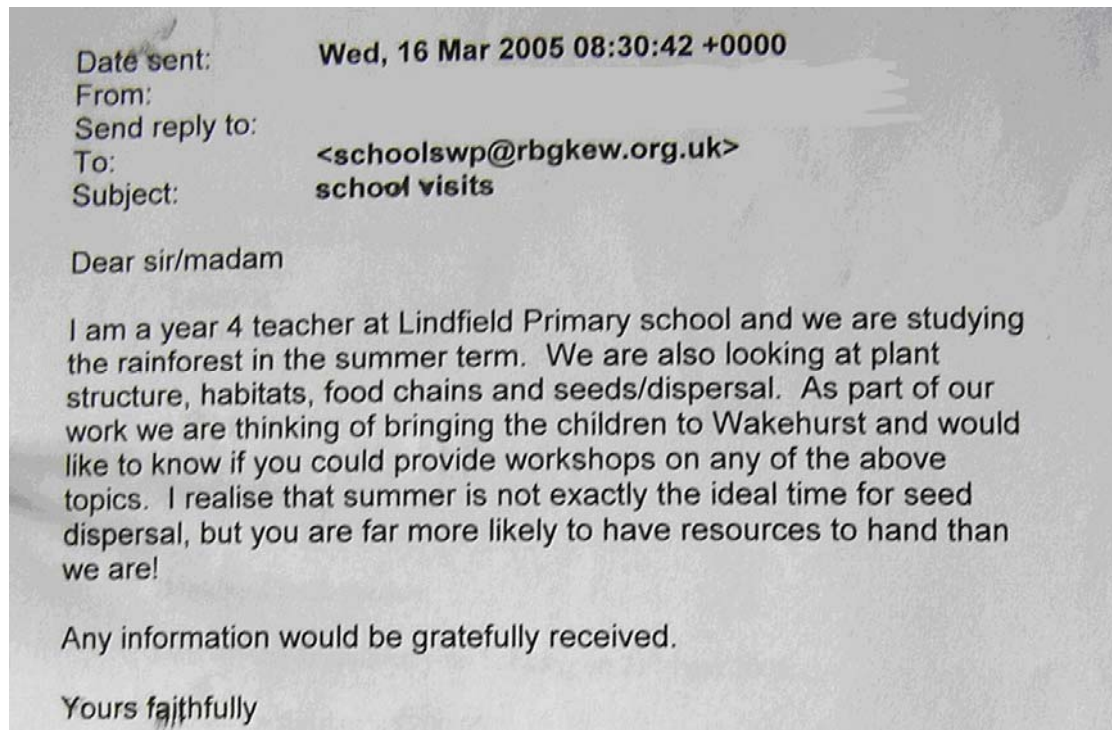 Date sent: Wed, 16 Mar 2005 08:30:42 +0000
From:
Send reply to:
To: <schoolswp@rbgkew.org.uk>
Subject: school visits
Dear sir/madam
I am a year 4 teacher at Lindfield Primary school and we are studying
the rainforest in the summer term. We are also looking at plant
structure, habitats, food chains and seeds/dispersal. As part of our
work we are thinking of bringing the children to Wakehurst and would
like to know if you could provide workshops on any of the above
topics. I realise that summer is not exactly the ideal time for seed
dispersal, but you are far more likely to have resources to hand than
we are!
Any information would be gratefully received.
Yours faithfully